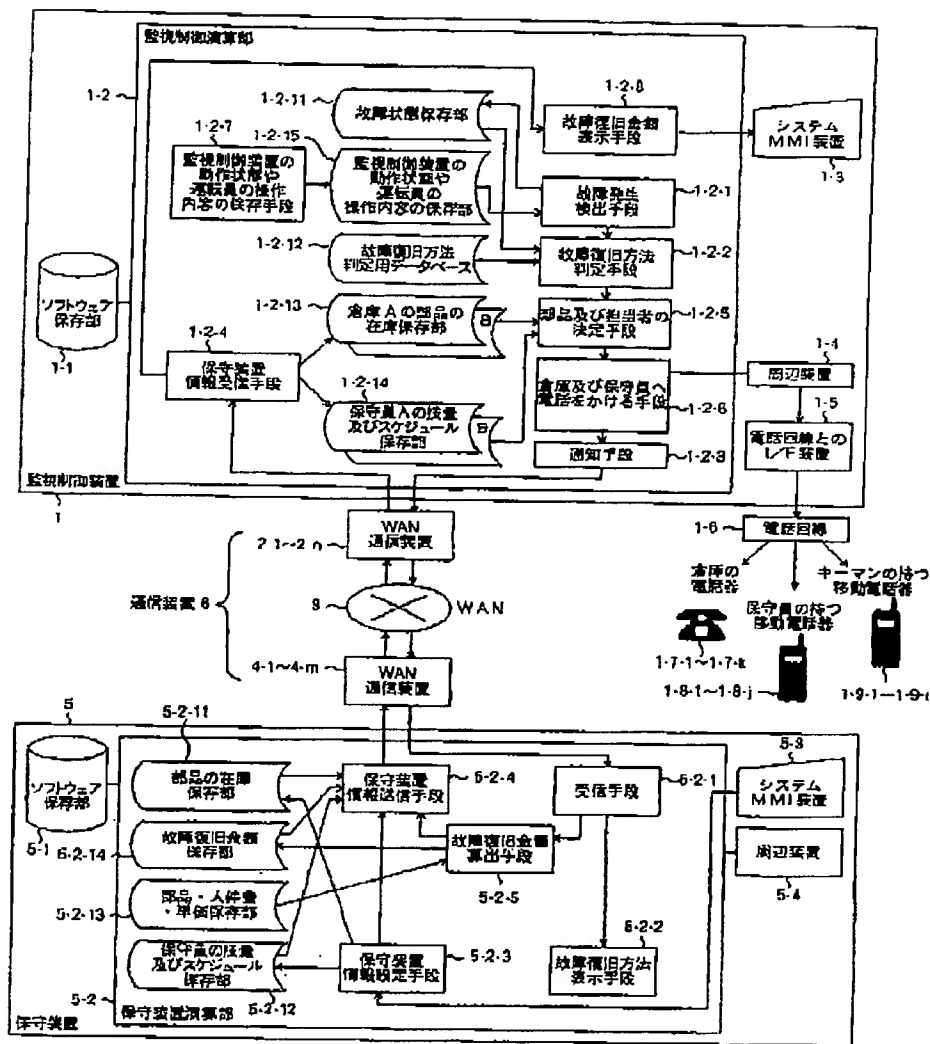 監視制御演算部
1-2
1-2-11
故障状態保存部
1-2-8
故障復旧金額
表示手段
システム
MMI装置
1-3
1-2-7
監視制御装置の
動作状態や
運転員の操作
内容の保存手段
1-2-15
監視制御装置の
動作状態や
運転員の
操作内容の保存部
故障発生
検出手段
1-2-1
1-2-12
故障復旧方法
判定用データベース
故障復旧方法
判定手段
1-2-2
ソフトウェア
保存部
1-1
1-2-13
倉庫Aの部品の
在庫保存部
B
部品及び担当者の
決定手段
1-2-5
1-2-4
保守装置
情報受信手段
1-2-14
保守員Aの技量
及びスケジュール
保存部
B
倉庫及び保守員へ
電話をかける手段
1-2-6
1-4
周辺装置
1-5
電話回線との
I/F装置
通知手段
1-2-3
監視制御装置
1
1-6
電話回線
WAN
通信装置
2-1~2-n
通信装置 6
WAN
4-1~4-m
WAN
通信装置
倉庫の
電話器
1-7-1~1-7-k
保守員の持つ
移動電話器
1-8-1~1-8-j
キーマンの持つ
移動電話器
5
5-2-11
ソフトウェア
保存部
5-1
部品の在庫
保存部
保守装置
情報送信手段
5-2-4
受信手段
5-2-1
5-3
システム
MMI装置
5-2-14
故障復旧金額
保存部
故障復旧金額
算出手段
5-2-5
周辺装置
5-4
5-2-13
部品・人件費
・単価保存部
保守員の技量
及びスケジュール
保存部
5-2-12
保守装置
情報設定手段
5-2-3
5-2-2
故障復旧方法
表示手段
5-2
保守装置演算部
保守装置